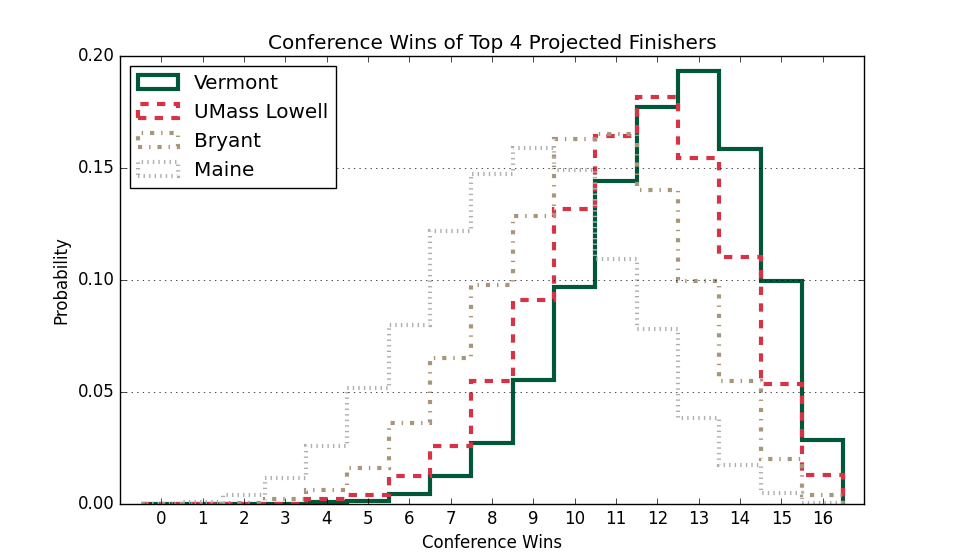 Conference Wins of Top 4 Projected Finishers
Vermont
UMass Lowell
Bryant
Maine
Probability
0.20
0.15
0.10
0.05
0.00
0 1 2 3 4 5 6 7 8 9 10 11 12 13 14 15 16
Conference Wins